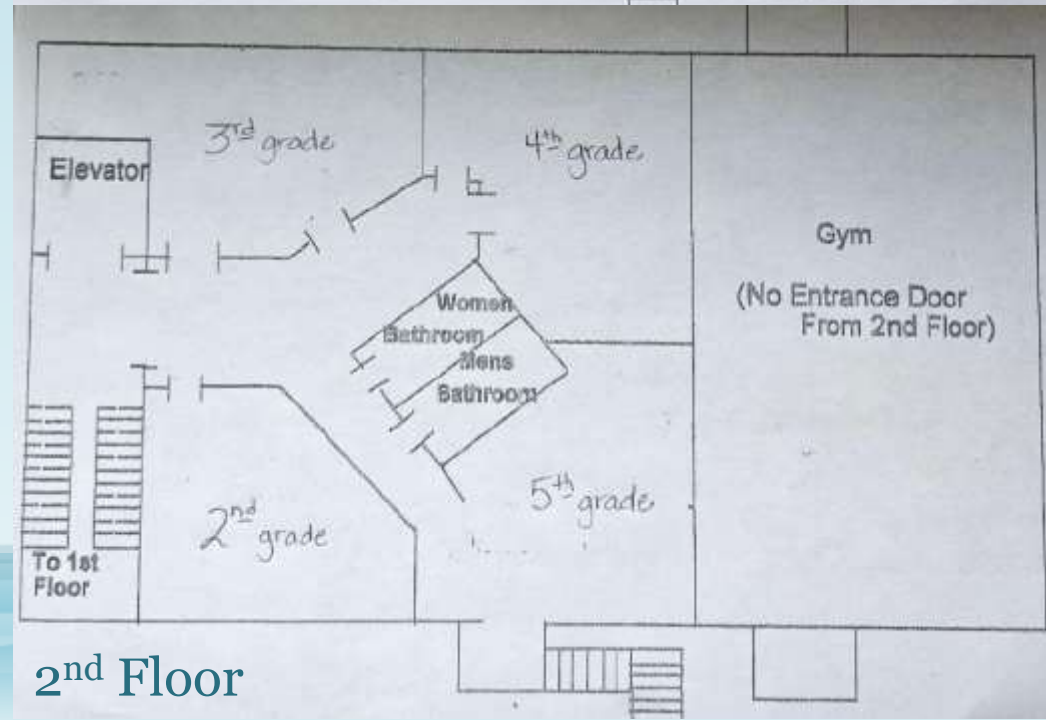 3rd grade
4th grade
Elevator
Gym
(No Entrance Door
From 2nd Floor)
Women
Bathroom
Mens
Bathroom
5th grade
2nd grade
To 1st
Floor
2nd Floor